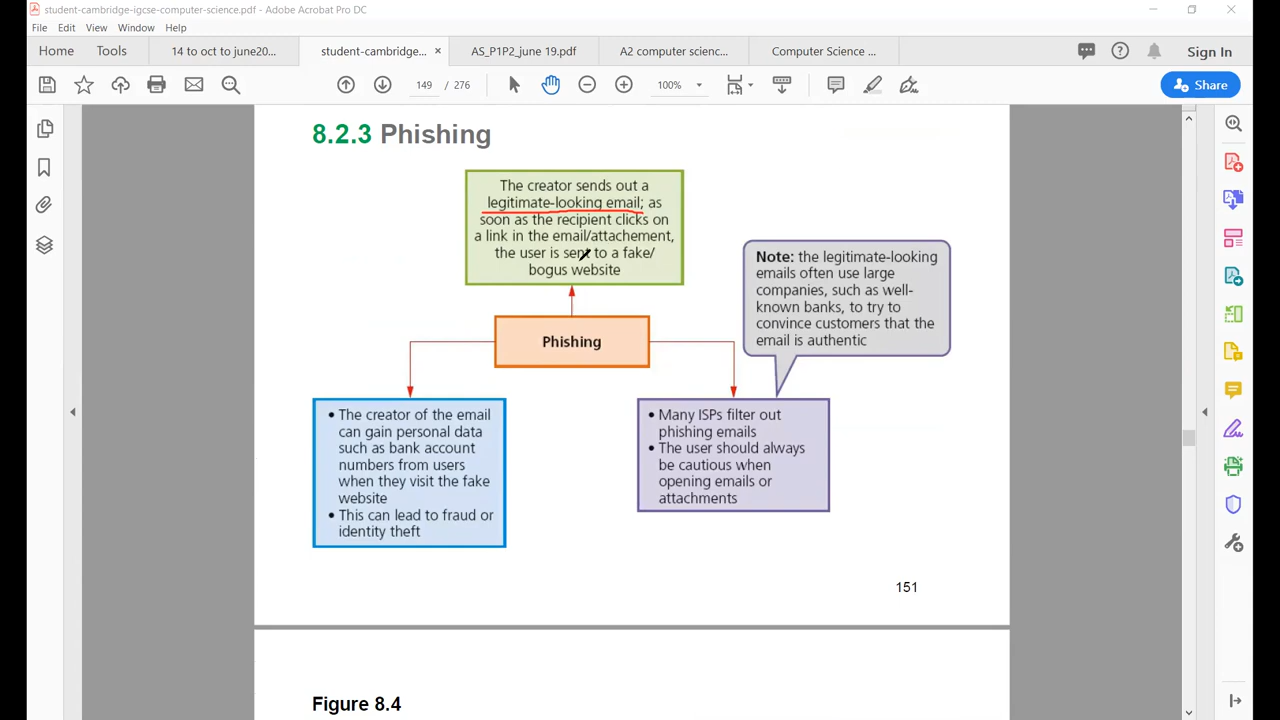 student-cambridge-igcse-computer-science.pdf - Adobe Acrobat Pro DC
File Edit View Window Help
Home Tools 14 to oct to june20... student-cambridge... × AS_P1P2_june 19.pdf A2 computer scienc... Computer Science ... Sign In
149 / 276 100% Share
8.2.3 Phishing
The creator sends out a
legitimate-looking email; as
soon as the recipient clicks on
a link in the email/attachement,
the user is sent to a fake/
bogus website
Note: the legitimate-looking
emails often use large
companies, such as well-
known banks, to try to
convince customers that the
email is authentic
Phishing
• The creator of the email
can gain personal data
such as bank account
numbers from users
when they visit the fake
website
• This can lead to fraud or
identity theft
• Many ISPs filter out
phishing emails
• The user should always
be cautious when
opening emails or
attachments
151
Figure 8.4